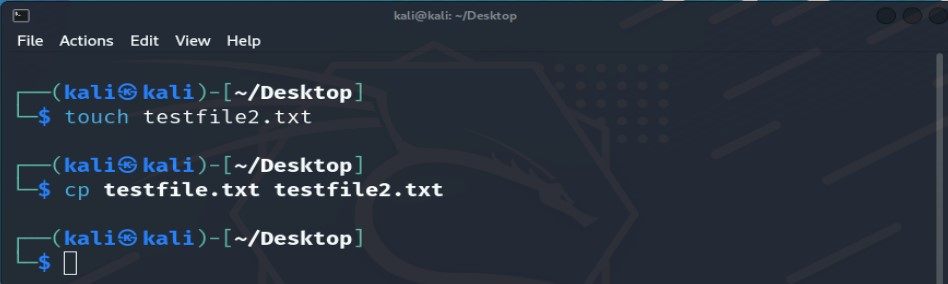 kali@kali: ~/Desktop
File Actions Edit View Help
┌──(kali㉿kali)-[~/Desktop]
└─$ touch testfile2.txt
┌──(kali㉿kali)-[~/Desktop]
└─$ cp testfile.txt testfile2.txt
┌──(kali㉿kali)-[~/Desktop]
└─$